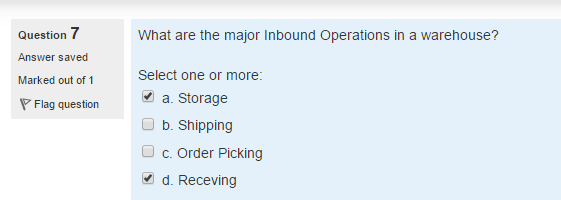 Question 7
Answer saved
Marked out of 1
Flag question
What are the major Inbound Operations in a warehouse?
Select one or more:
a. Storage
b. Shipping
c. Order Picking
d. Receving